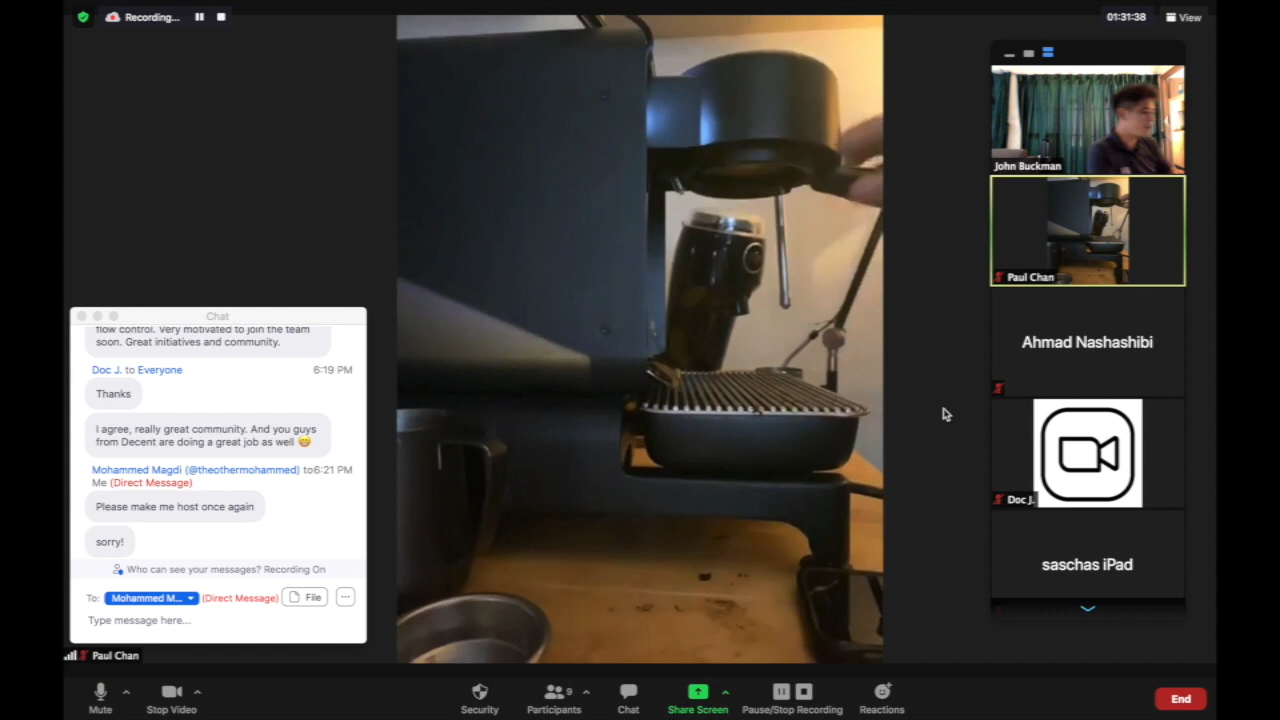 Recording...
01:31:38
View
John Buckman
Paul Chan
Ahmad Nashashibi
Doc J.
saschas iPad
Chat
flow control. Very motivated to join the team
soon. Great initiatives and community.
Doc J. to Everyone 6:19 PM
Thanks
I agree, really great community. And you guys
from Decent are doing a great job as well 😁
Mohammed Magdi (@theothermohammed) to6:21 PM
Me (Direct Message)
Please make me host once again
sorry!
Who can see your messages? Recording On
To: Mohammed M... (Direct Message) File
Type message here...
Paul Chan
Mute
Stop Video
Security
Participants 9
Chat
Share Screen
Pause/Stop Recording
Reactions
End